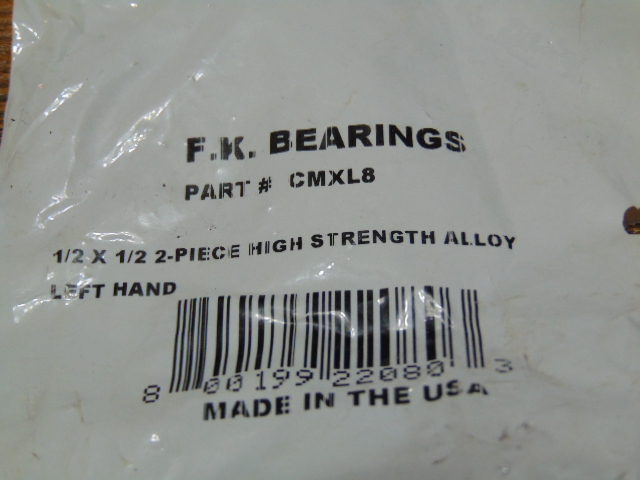 F.K. BEARINGS
PART # CMXL8
1/2 X 1/2 2-PIECE HIGH STRENGTH ALLOY
LEFT HAND
8 00199 22080 3
MADE IN THE USA